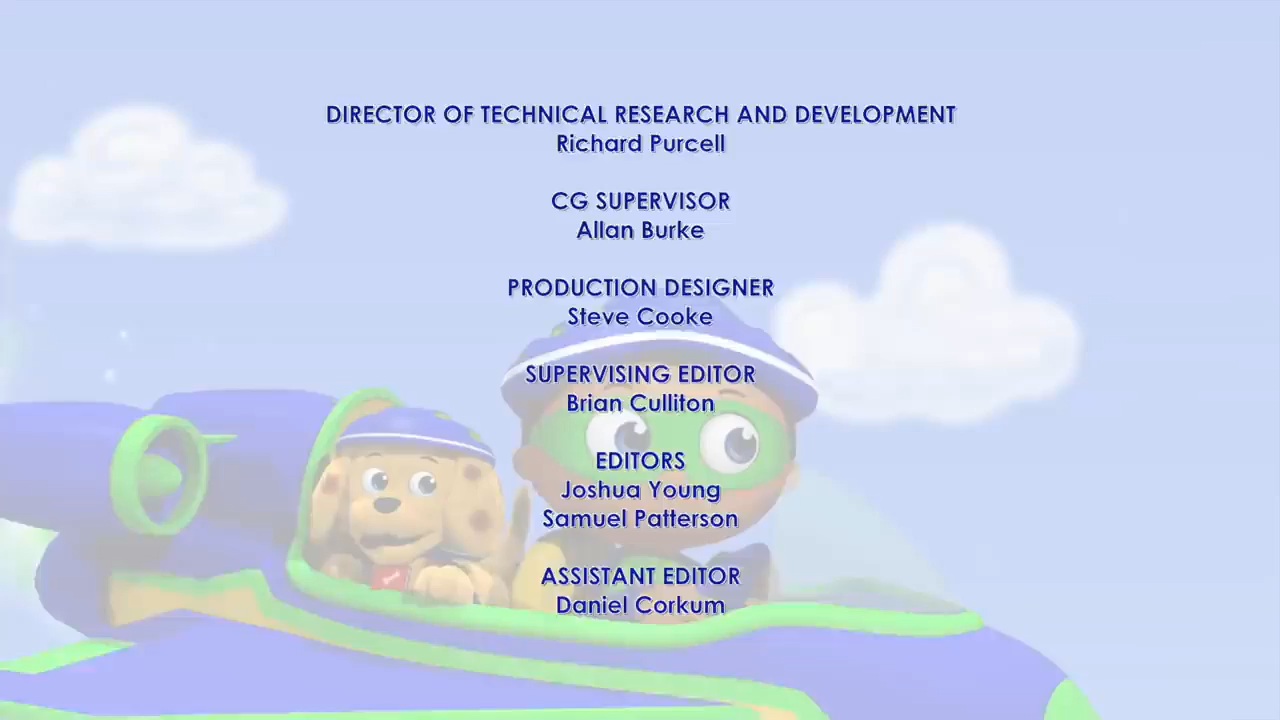 DIRECTOR OF TECHNICAL RESEARCH AND DEVELOPMENT
Richard Purcell
CG SUPERVISOR
Allan Burke
PRODUCTION DESIGNER
Steve Cooke
SUPERVISING EDITOR
Brian Culliton
EDITORS
Joshua Young
Samuel Patterson
ASSISTANT EDITOR
Daniel Corkum